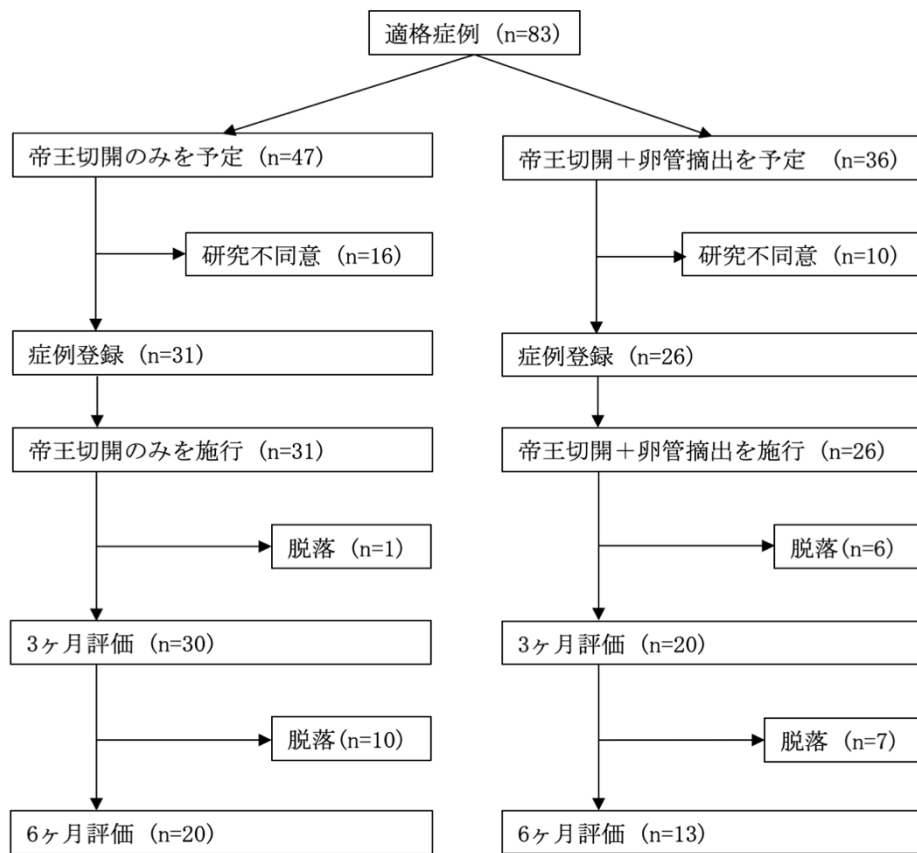 適格症例 (n=83)
帝王切開のみを予定 (n=47)
帝王切開+卵管摘出を予定 (n=36)
研究不同意 (n=16)
研究不同意 (n=10)
症例登録 (n=31)
症例登録 (n=26)
帝王切開のみを施行 (n=31)
帝王切開+卵管摘出を施行 (n=26)
脱落 (n=1)
脱落(n=6)
3ヶ月評価 (n=30)
3ヶ月評価 (n=20)
脱落(n=10)
脱落 (n=7)
6ヶ月評価 (n=20)
6ヶ月評価 (n=13)